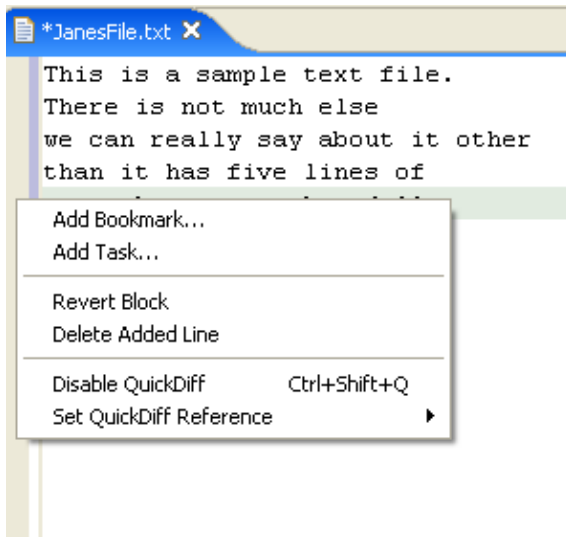 *JanesFile.txt
This is a sample text file.
There is not much else
we can really say about it other
than it has five lines of
Add Bookmark...
Add Task...
Revert Block
Delete Added Line
Disable QuickDiff Ctrl+Shift+Q
Set QuickDiff Reference